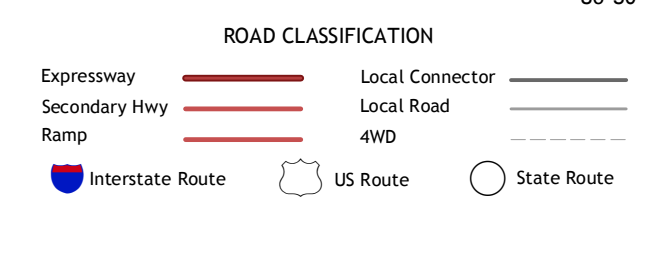 ROAD CLASSIFICATION
Expressway
Local Connector
Secondary Hwy
Local Road
Ramp
4WD
Interstate Route
US Route
State Route